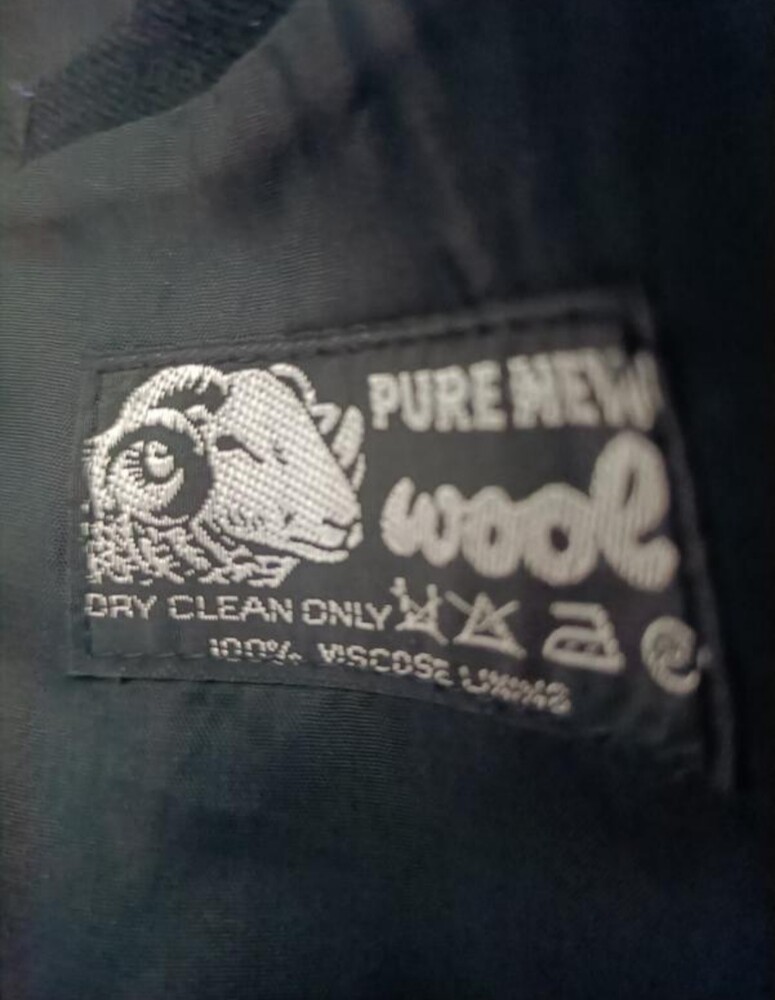 PURE NEW
wool
DRY CLEAN ONLY
100% VISCOSE LINING